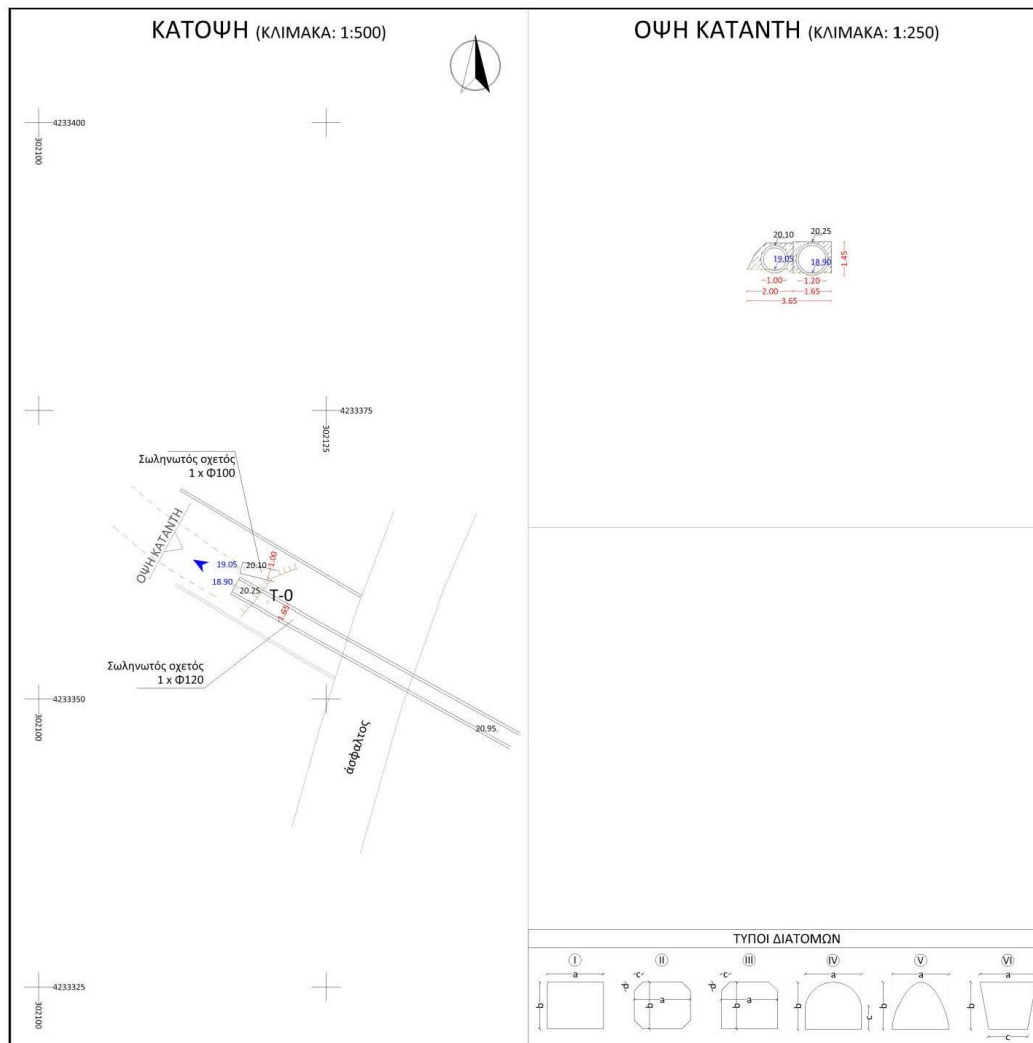 ΚΑΤΟΨΗ (ΚΛΙΜΑΚΑ: 1:500)
4233400
302100
4233375
302125
Σωληνωτός οχετός
1 x Φ100
ΟΨΗ ΚΑΤΑΝΤΗ
19.05
20.10
1.00
18.90
20.25
Τ-0
1.65
Σωληνωτός οχετός
1 x Φ120
4233350
302100
20.95
άσφαλτος
4233325
302100
ΟΨΗ ΚΑΤΑΝΤΗ (ΚΛΙΜΑΚΑ: 1:250)
20.10
20.25
19.05
18.90
1.45
1.00
1.20
2.00
1.65
3.65
ΤΥΠΟΙ ΔΙΑΤΟΜΩΝ
I II III IV V VI
a
b
c
d
a
b
c
d
a
b
a
b
c
a
b
a
b
c